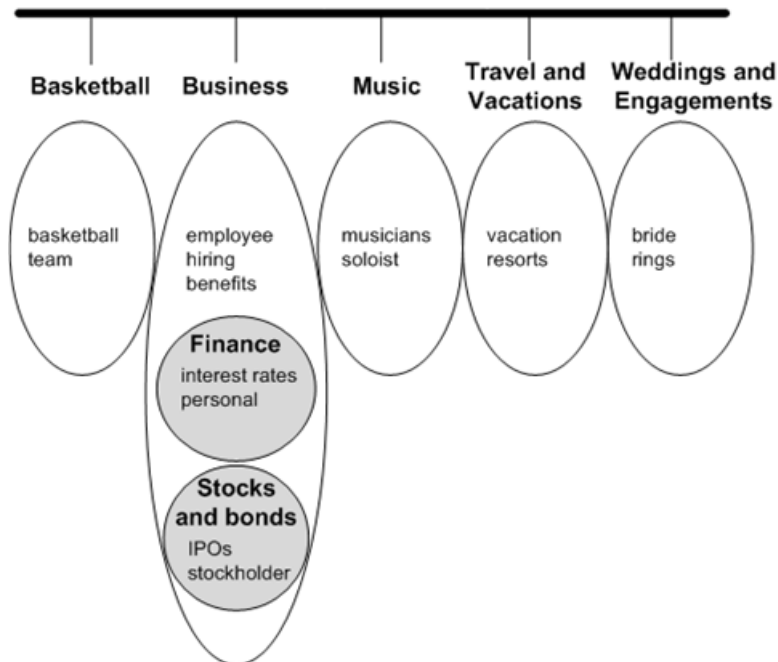 Basketball
Business
Music
Travel and
Vacations
Weddings and
Engagements
basketball
team
employee
hiring
benefits
musicians
soloist
vacation
resorts
bride
rings
Finance
interest rates
personal
Stocks
and bonds
IPOs
stockholder